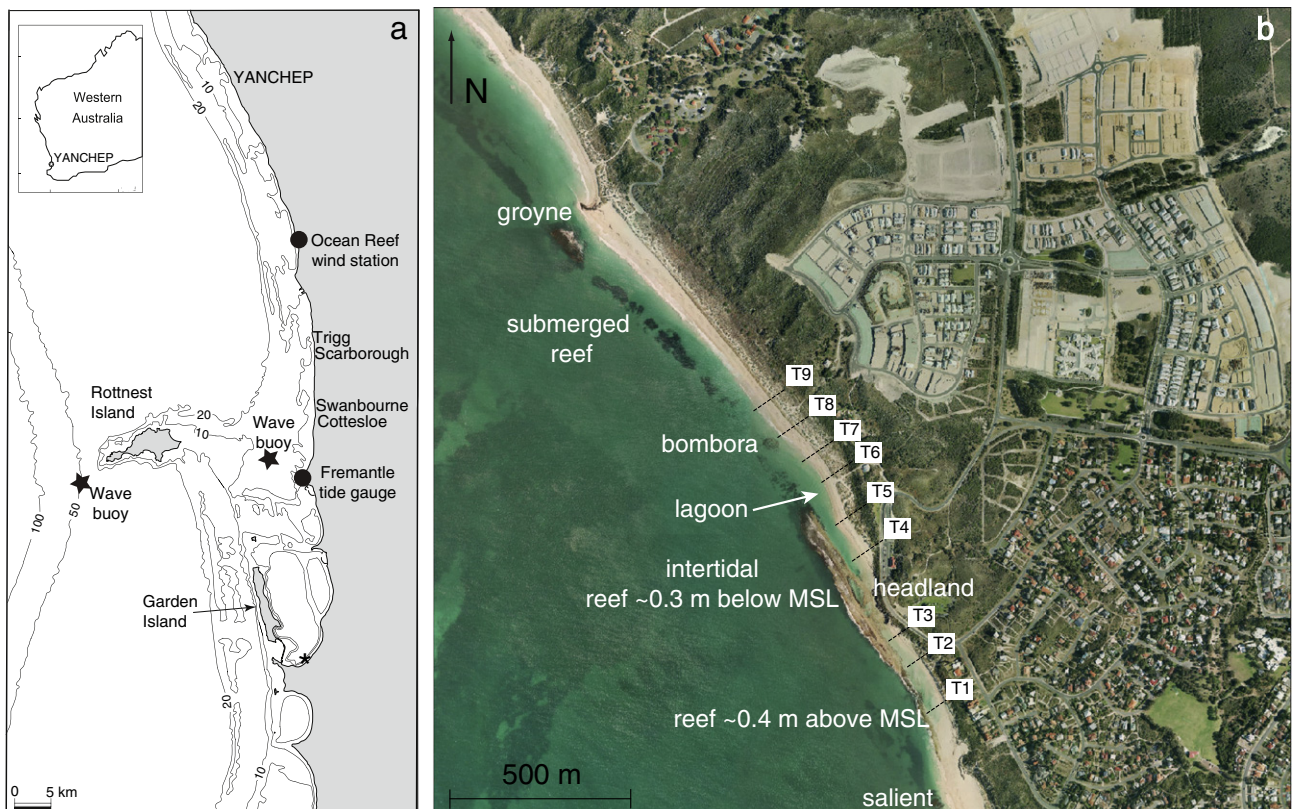 a
YANCHEP
10
20
Western
Australia
YANCHEP
Ocean Reef
wind station
Trigg
Scarborough
Rottnest
Island
20
10
Swanbourne
Cottesloe
Wave
buoy
Fremantle
tide gauge
Wave
buoy
50
100
Garden
Island
20
10
0 5 km
b
N
groyne
submerged
reef
T9
T8
bombora
T7
T6
lagoon
T5
T4
intertidal
reef ~0.3 m below MSL
headland
T3
T2
T1
reef ~0.4 m above MSL
500 m
salient